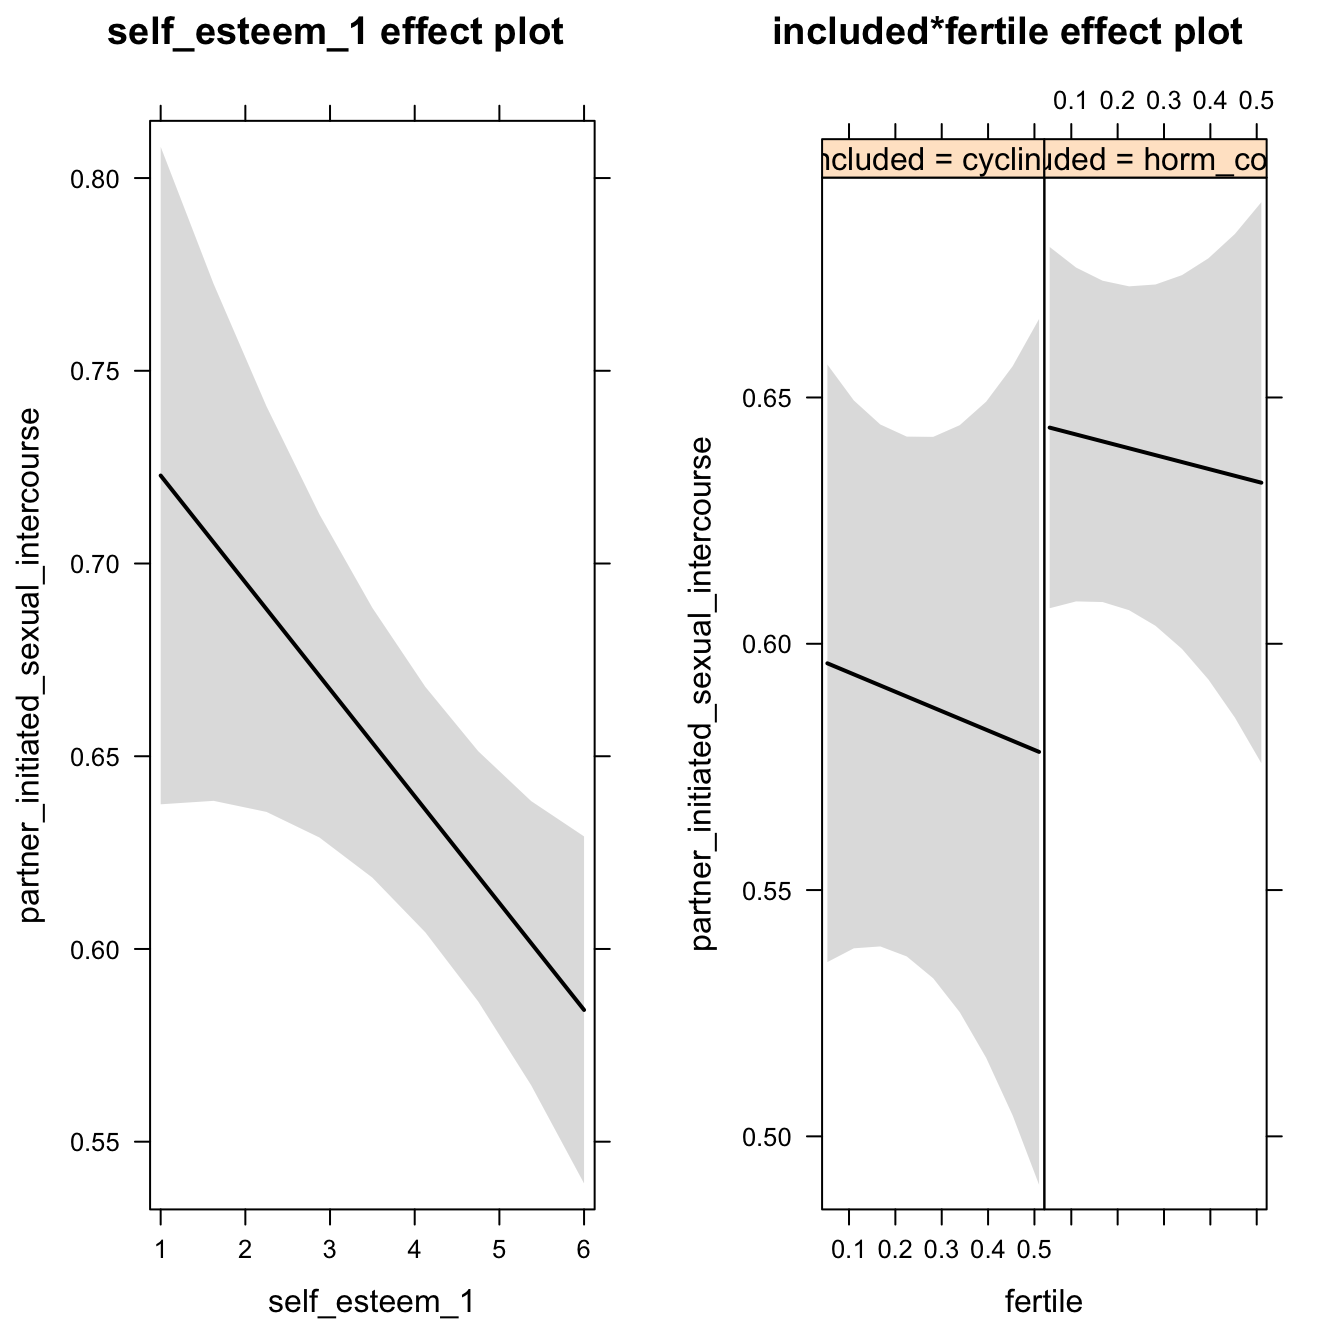 self_esteem_1 effect plot
partner_initiated_sexual_intercourse
0.80
0.75
0.70
0.65
0.60
0.55
1 2 3 4 5 6
self_esteem_1
included*fertile effect plot
0.1 0.2 0.3 0.4 0.5
ncluded = cyclin
uded = horm_co
partner_initiated_sexual_intercourse
0.65
0.60
0.55
0.50
0.1 0.2 0.3 0.4 0.5
fertile